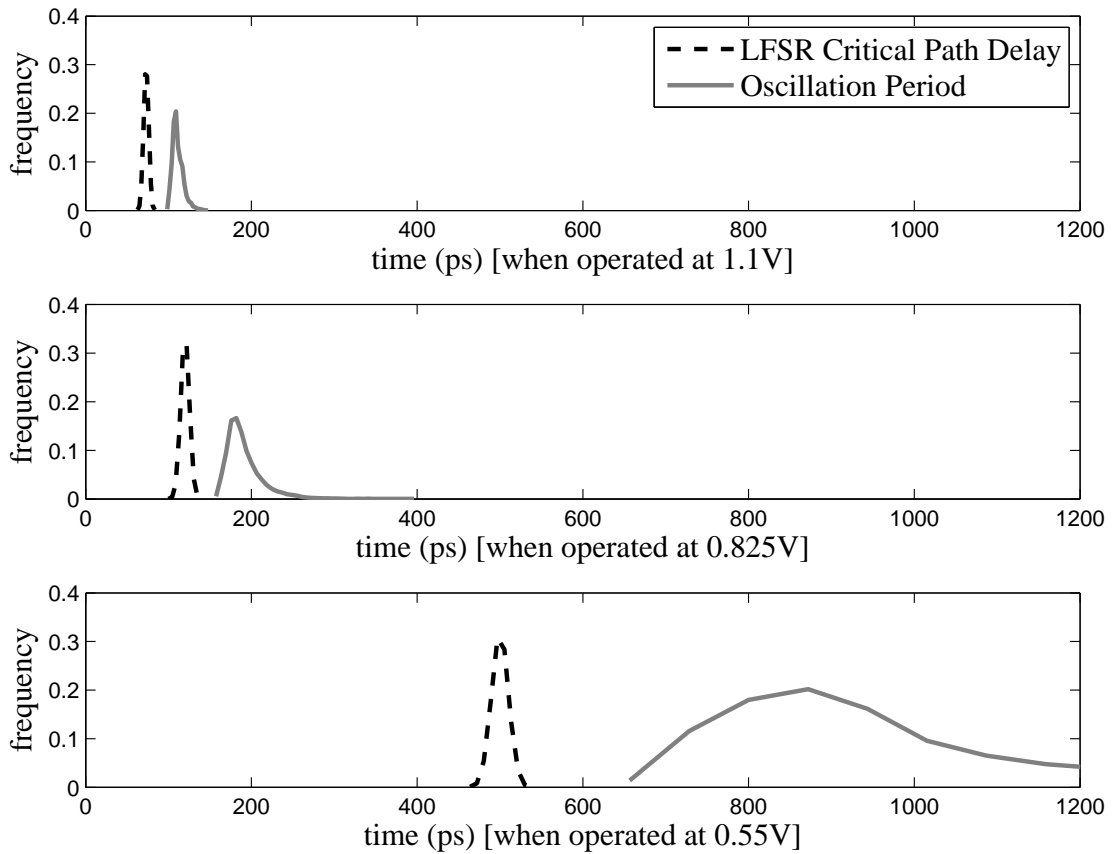 0.4
0.3
0.2
0.1
0
frequency
LFSR Critical Path Delay
Oscillation Period
0 200 400 600 800 1000 1200
time (ps) [when operated at 1.1V]
0.4
0.3
0.2
0.1
0
frequency
0 200 400 600 800 1000 1200
time (ps) [when operated at 0.825V]
0.4
0.3
0.2
0.1
0
frequency
0 200 400 600 800 1000 1200
time (ps) [when operated at 0.55V]